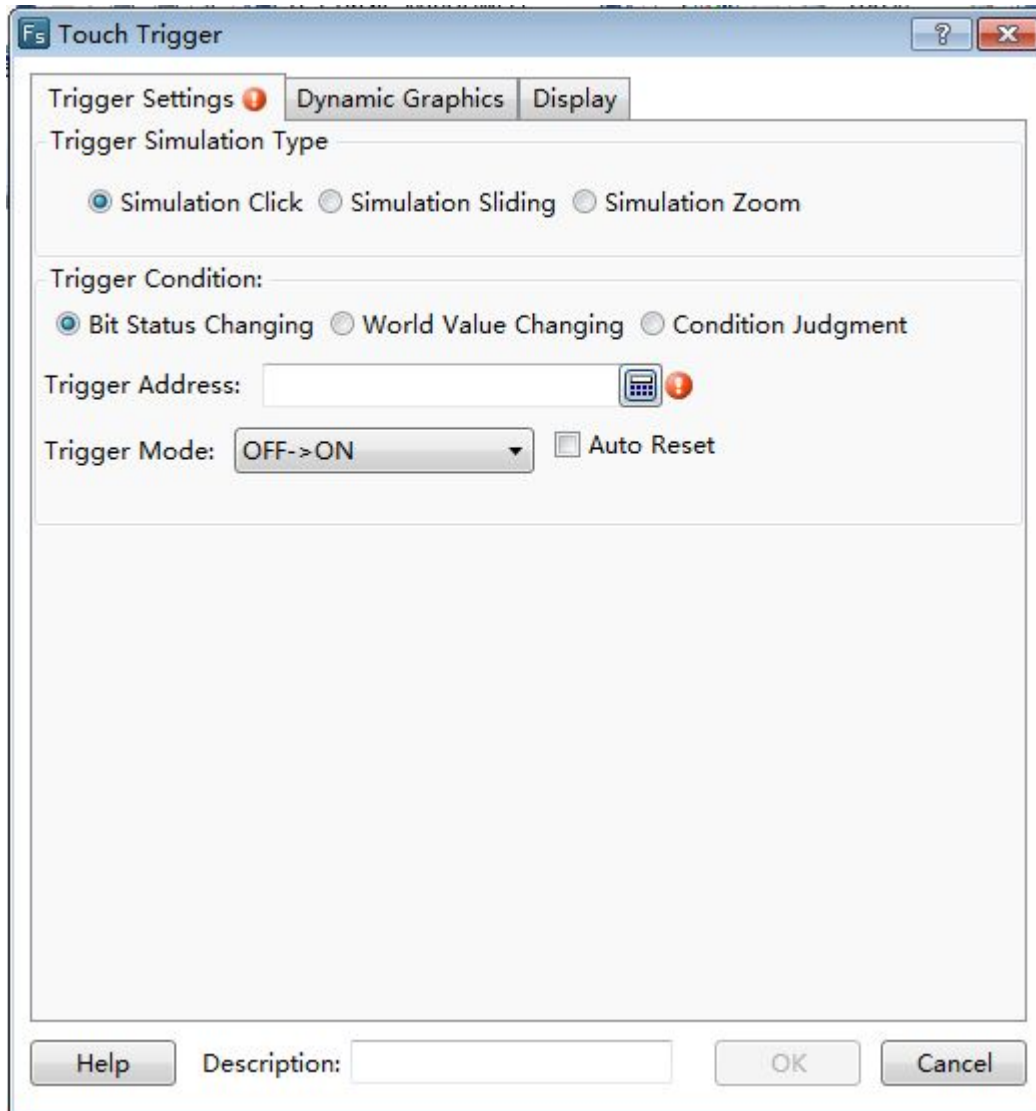 Fs Touch Trigger
Trigger Settings Dynamic Graphics Display
Trigger Simulation Type
Simulation Click Simulation Sliding Simulation Zoom
Trigger Condition:
Bit Status Changing World Value Changing Condition Judgment
Trigger Address:
Trigger Mode: OFF->ON Auto Reset
Help Description: OK Cancel